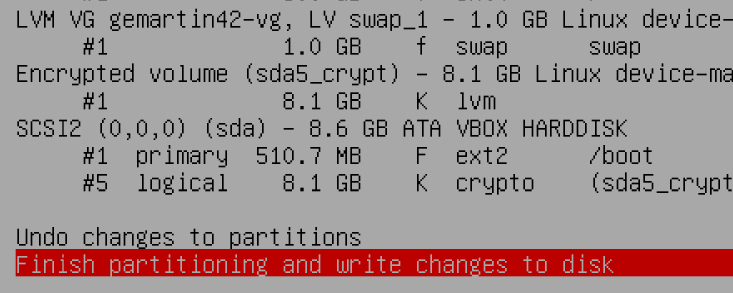 LVM VG gemartin42-vg, LV swap_1 – 1.0 GB Linux device-
#1 1.0 GB f swap swap
Encrypted volume (sda5_crypt) – 8.1 GB Linux device-ma
#1 8.1 GB K lvm
SCSI2 (0,0,0) (sda) – 8.6 GB ATA VBOX HARDDISK
#1 primary 510.7 MB F ext2 /boot
#5 logical 8.1 GB K crypto (sda5_crypt
Undo changes to partitions
Finish partitioning and write changes to disk